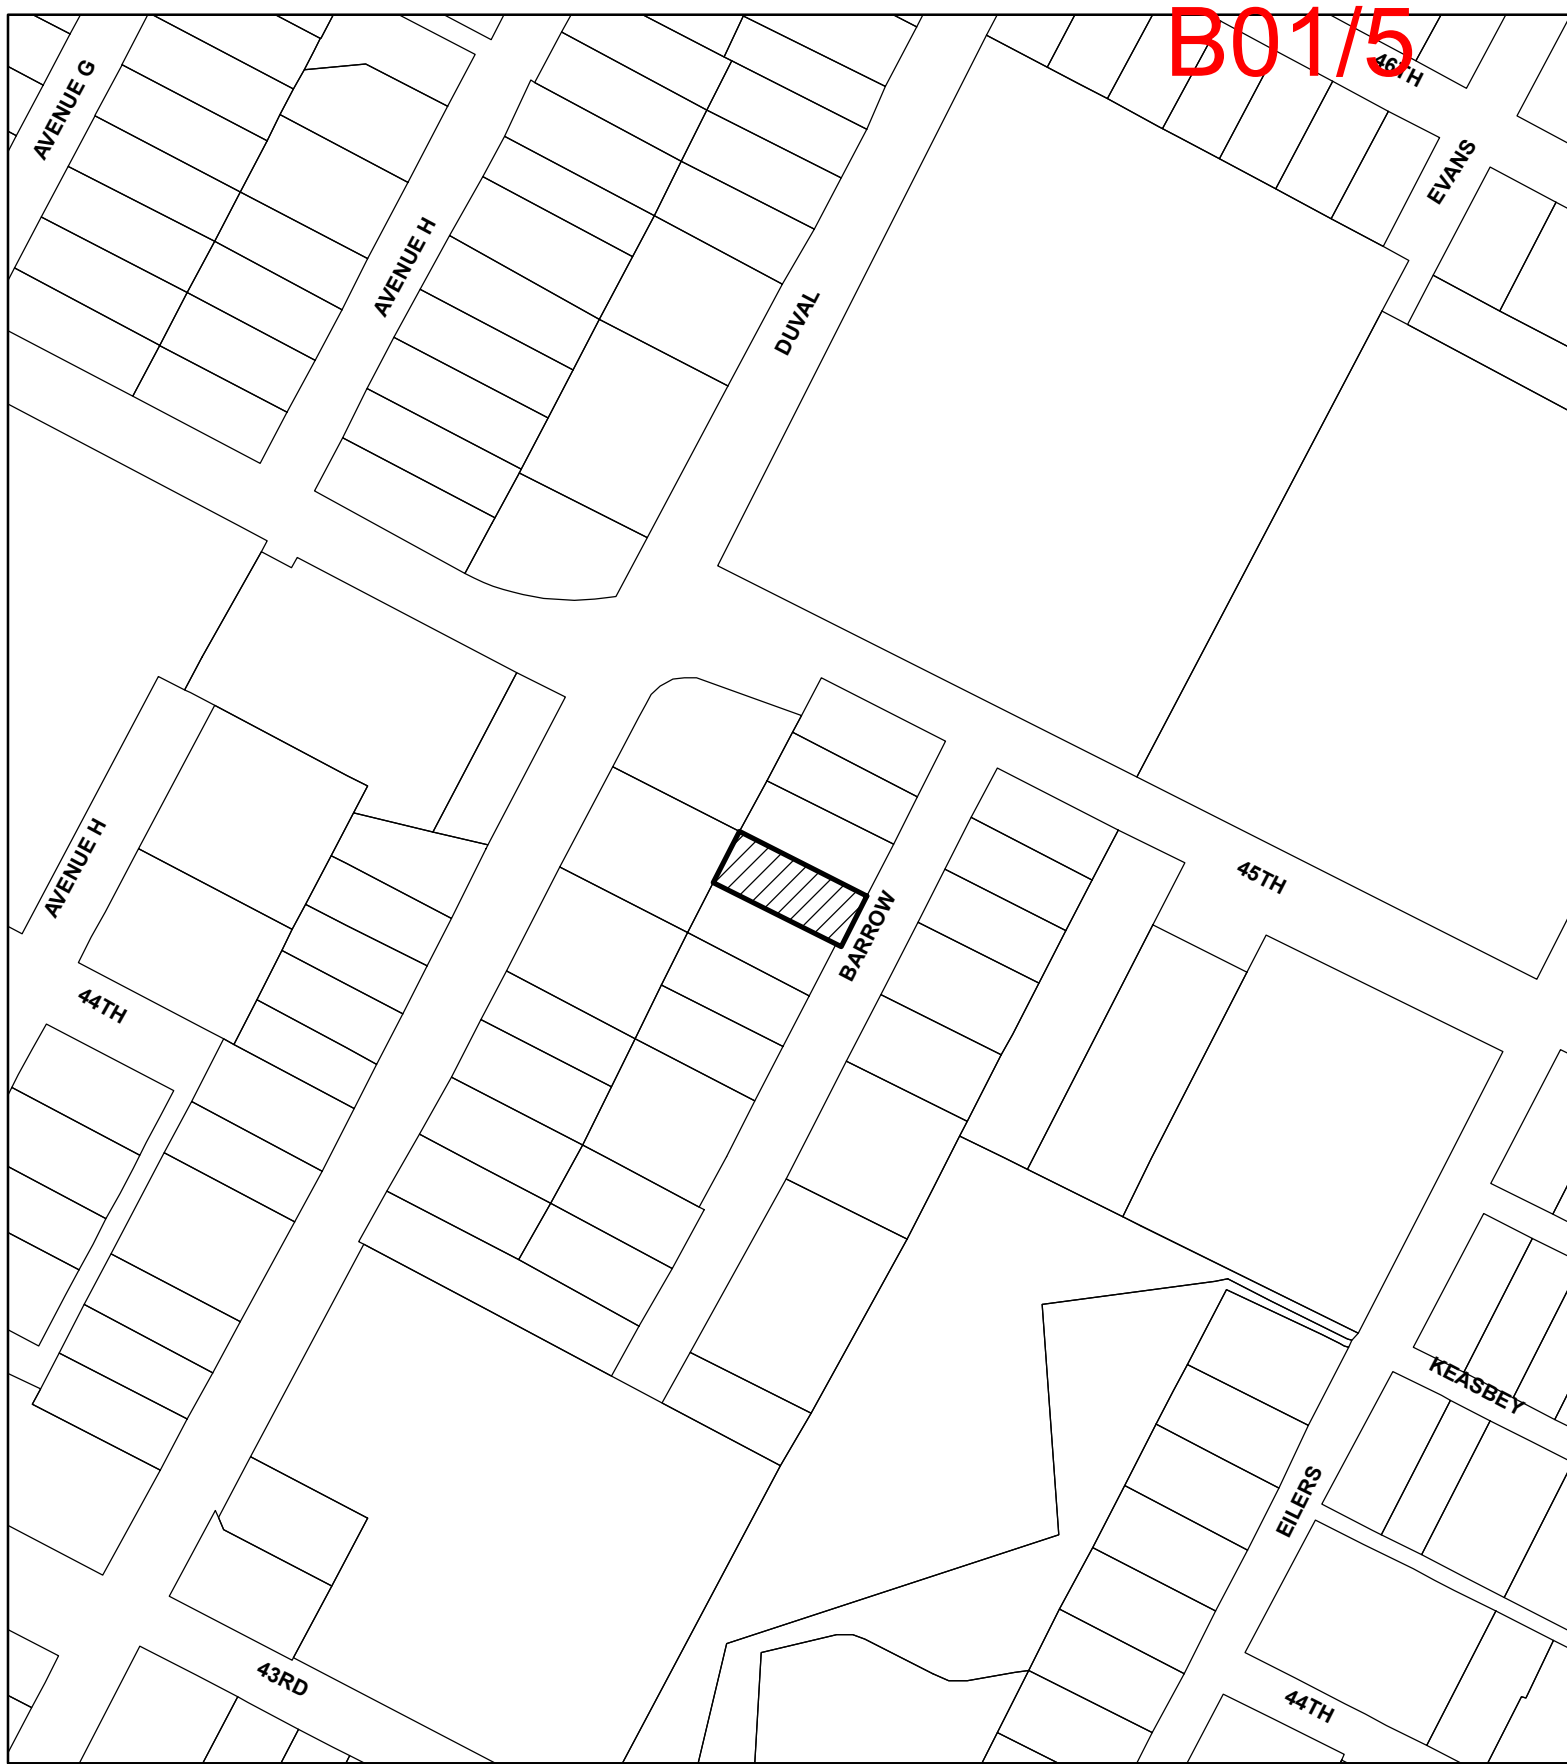 B01/5
46TH
AVENUE G
EVANS
AVENUE H
DUVAL
AVENUE H
45TH
BARROW
44TH
KEASBEY
EILERS
43RD
44TH